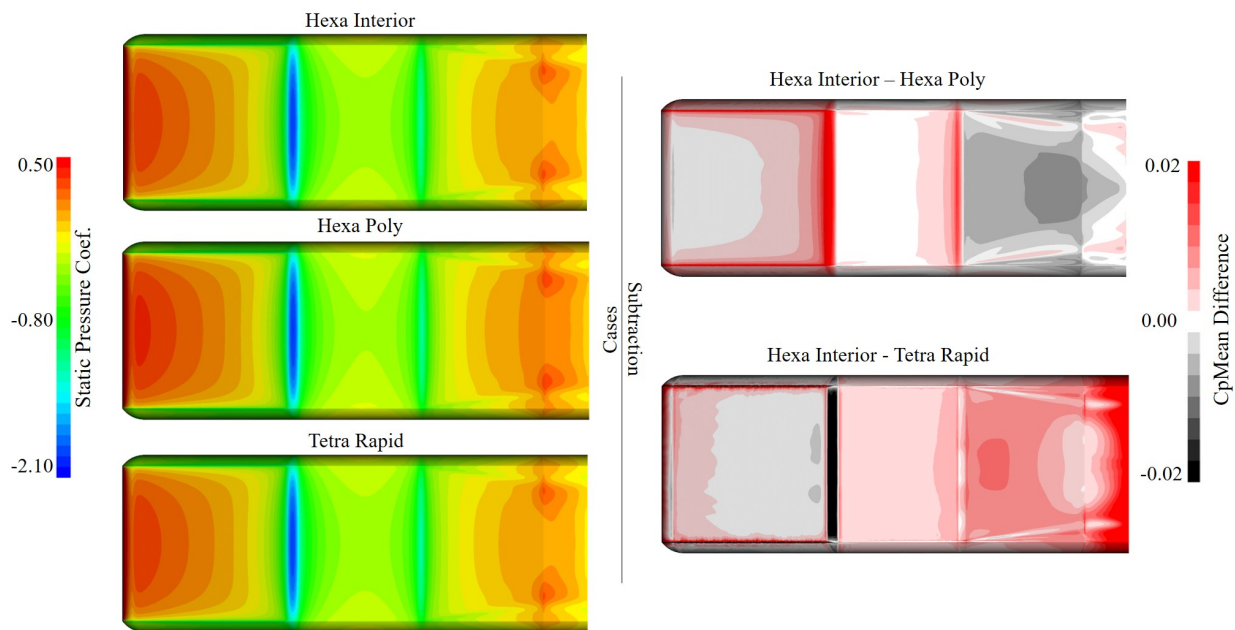 Hexa Interior
Hexa Poly
Tetra Rapid
0.50
-0.80
-2.10
Static Pressure Coef.
Cases
Subtraction
Hexa Interior – Hexa Poly
Hexa Interior - Tetra Rapid
0.02
0.00
-0.02
CpMean Difference